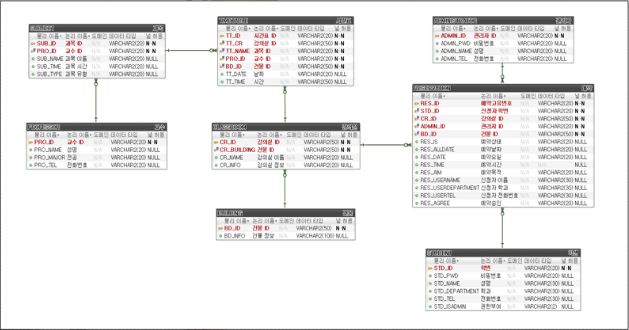 SUBJECT 과목
물리 이름 논리 이름 도메인 데이터 타입 널 허용
SUB_ID 과목 ID N/A VARCHAR2(20) N-N
PRO_ID 교수 ID N/A VARCHAR2(20) N-N
SUB_NAME 과목 이름 N/A VARCHAR2(20) NULL
SUB_TIME 과목 시간 N/A VARCHAR2(20) NULL
SUB_TYPE 과목 유형 N/A VARCHAR2(20) NULL
물리 이름 논리 이름 도메인 데이터 타입 널 허용
TT_ID 시간표 ID N/A VARCHAR2(20) N-N
TT_CR 강의실 ID N/A VARCHAR2(50) N-N
TT_NAME 과목 ID N/A VARCHAR2(20) N-N
PRO_ID 교수 ID N/A VARCHAR2(20) N-N
BD_ID 건물 ID N/A VARCHAR2(50) N-N
TT_DATE 날짜 N/A VARCHAR2(20) NULL
TT_TIME 시간 N/A VARCHAR2(50) NULL
물리 이름 논리 이름 도메인 데이터 타입 널 허용
ADMIN_ID 관리자 ID N/A VARCHAR2(20) N-N
ADMIN_PWD 비밀번호 N/A VARCHAR2(20) NULL
ADMIN_NAME 성명 N/A VARCHAR2(20) NULL
ADMIN_TEL 전화번호 N/A VARCHAR2(30) NULL
RESERVATION
물리 이름 논리 이름 도메인 데이터 타입 널 허용
RES_ID 예약고유번호 N/A VARCHAR2(20) N-N
STD_ID 신청자학번 N/A VARCHAR2(20) N-N
CR_ID 강의실 ID N/A VARCHAR2(50) N-N
ADMIN_ID 관리자 ID N/A VARCHAR2(20) N-N
BD_ID 건물 ID N/A VARCHAR2(50) N-N
RES_IS 예약상태 N/A VARCHAR2(20) NULL
RES_ALLDATE 예약날짜 N/A VARCHAR2(20) NULL
RES_DATE 예약요일 N/A VARCHAR2(20) NULL
RES_TIME 예약시간 N/A NULL
RES_AIM 예약목적 N/A NULL
RES_USERNAME 신청자 이름 N/A VARCHAR2(30) NULL
RES_USERDEPARTMENT 신청자 학과 N/A VARCHAR2(30) NULL
RES_USERTEL 신청자 전화번호 N/A VARCHAR2(30) NULL
RES_AGREE 예약승인 N/A VARCHAR2(20) NULL
PROFESSOR 교수
물리 이름 논리 이름 도메인 데이터 타입 널 허용
PRO_ID 교수 ID N/A VARCHAR2(20) N-N
PRO_NAME 성명 N/A VARCHAR2(20) NULL
PRO_MAJOR 전공 N/A VARCHAR2(20) NULL
PRO_TEL 전화번호 N/A VARCHAR2(20) NULL
CLASSROOM 강의실
물리 이름 논리 이름 도메인 데이터 타입 널 허용
CR_ID 강의실 ID N/A VARCHAR2(50) N-N
CR_BUILDING 건물 ID N/A VARCHAR2(50) N-N
CR_NAME 강의실 이름 N/A VARCHAR2(20) NULL
CR_INFO 강의실 정보 N/A VARCHAR2(20) NULL
BUILDING 건물
물리 이름 논리 이름 도메인 데이터 타입 널 허용
BD_ID 건물 ID N/A VARCHAR2(50) N-N
BD_INFO 건물 정보 N/A VARCHAR2(100) NULL
STUDENT 학생
물리 이름 논리 이름 도메인 데이터 타입 널 허용
STD_ID 학번 N/A VARCHAR2(20) N-N
STD_PWD 비밀번호 N/A VARCHAR2(20) NULL
STD_NAME 성명 N/A VARCHAR2(30) NULL
STD_DEPARTMENT 학과 N/A VARCHAR2(30) NULL
STD_TEL 전화번호 N/A VARCHAR2(30) NULL
STD_ISADMIN 권한부여 N/A VARCHAR2(2) NULL